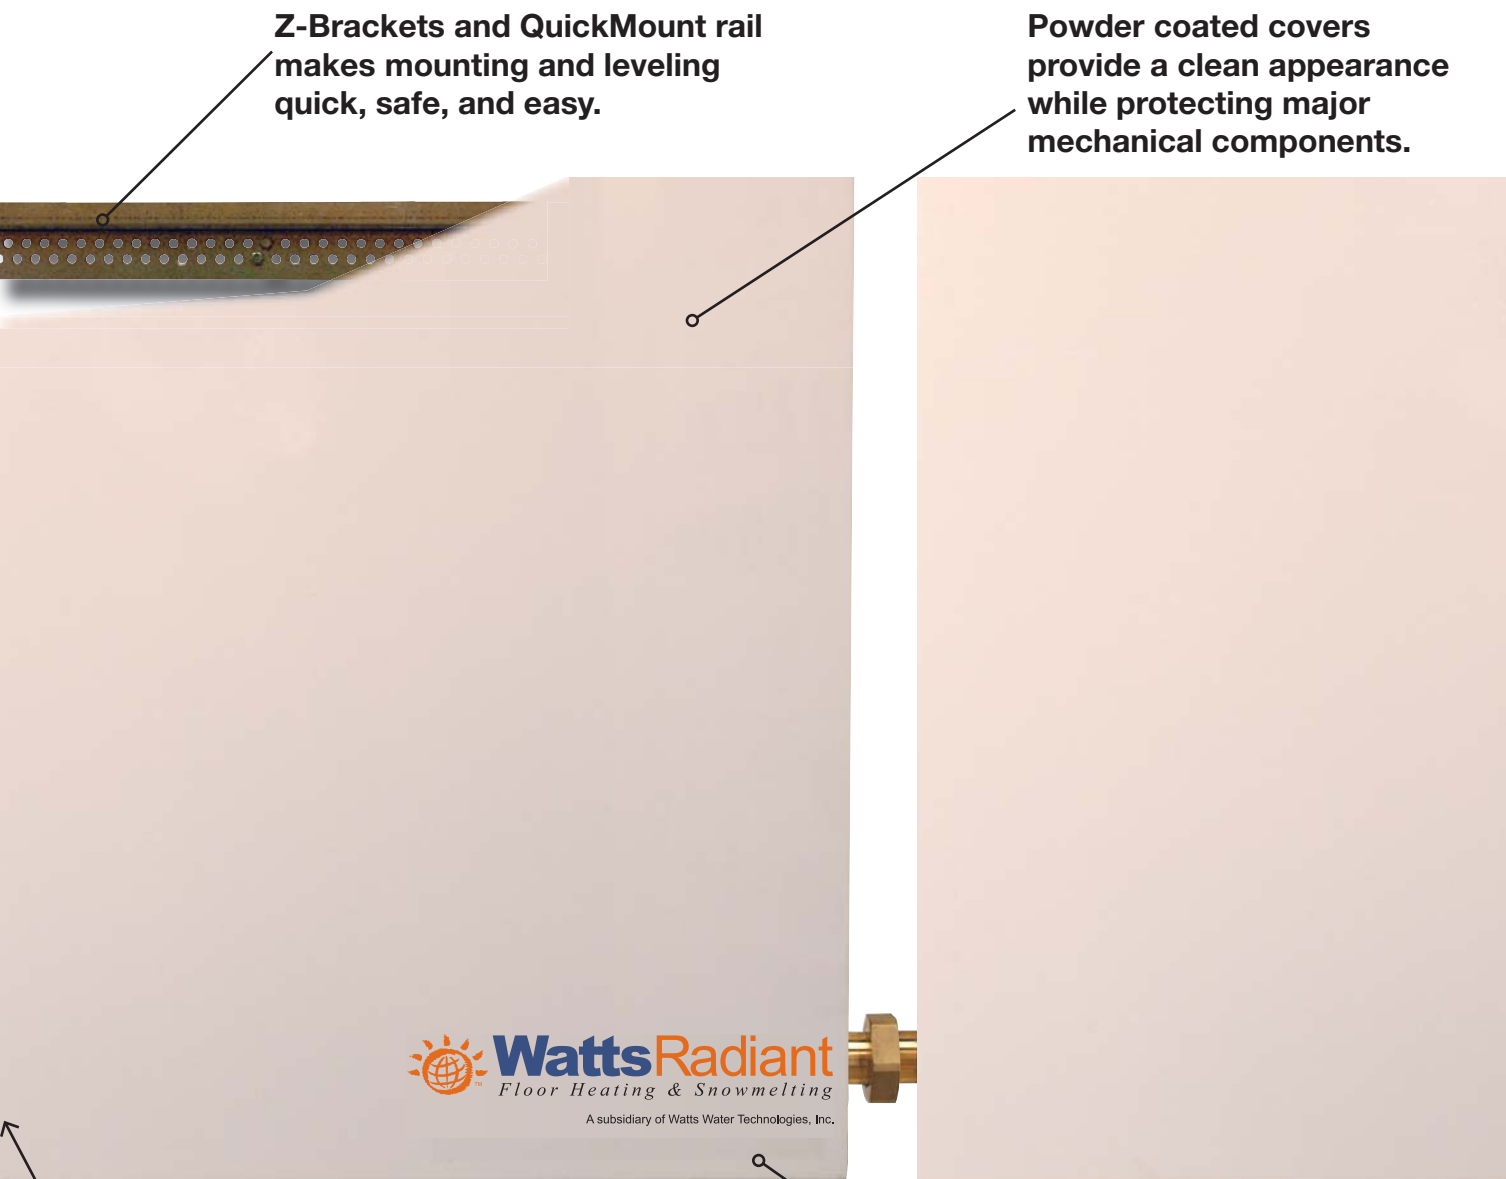 Z-Brackets and QuickMount rail
makes mounting and leveling
quick, safe, and easy.
Powder coated covers
provide a clean appearance
while protecting major
mechanical components.
WattsRadiant
™
Floor Heating & Snowmelting
A subsidiary of Watts Water Technologies, Inc.